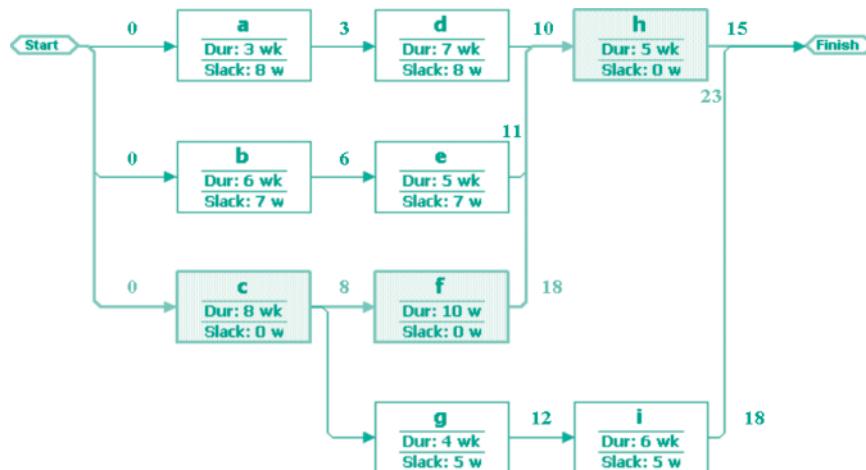 0 a 3 d 10 h 15
Start Dur: 3 wk Dur: 7 wk Dur: 5 wk Finish
Slack: 8 w Slack: 8 w Slack: 0 w
23
11
0 b 6 e
Dur: 6 wk Dur: 5 wk
Slack: 7 w Slack: 7 w
0 c 8 f 18
Dur: 8 wk Dur: 10 w
Slack: 0 w Slack: 0 w
g 12 i 18
Dur: 4 wk Dur: 6 wk
Slack: 5 w Slack: 5 w